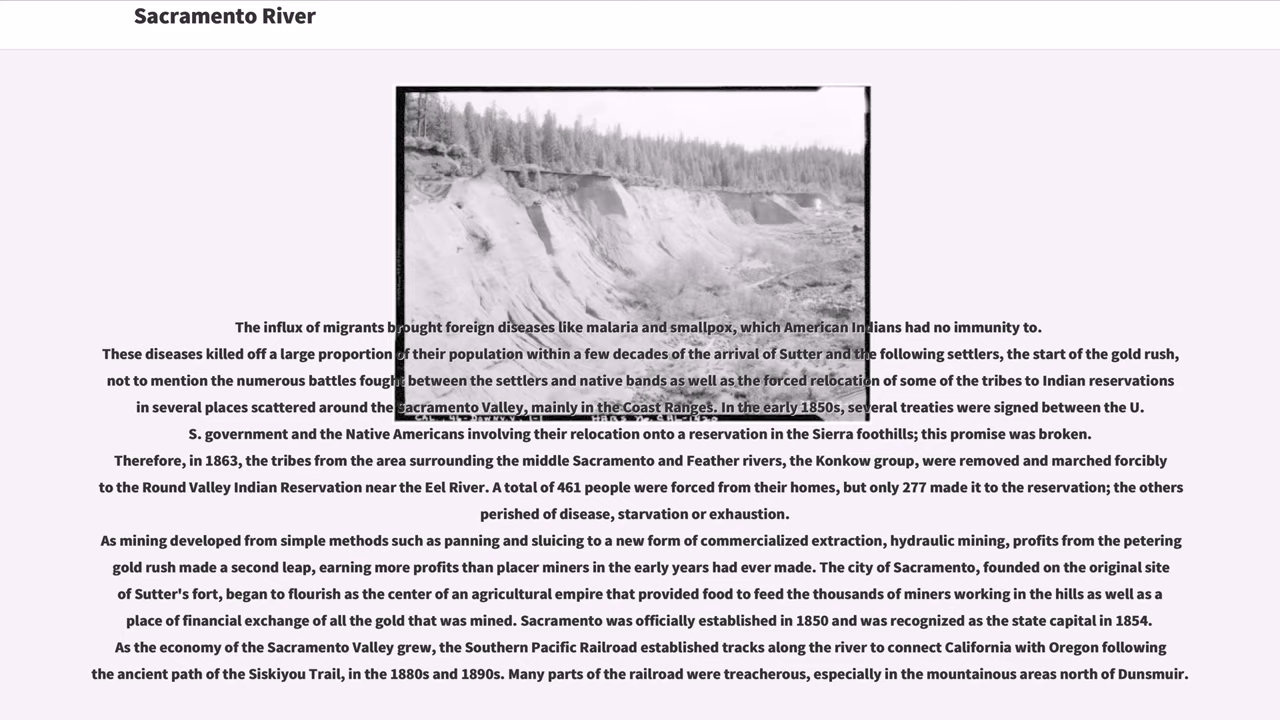 Sacramento River
The influx of migrants brought foreign diseases like malaria and smallpox, which American Indians had no immunity to.
These diseases killed off a large proportion of their population within a few decades of the arrival of Sutter and the following settlers, the start of the gold rush,
not to mention the numerous battles fought between the settlers and native bands as well as the forced relocation of some of the tribes to Indian reservations
in several places scattered around the Sacramento Valley, mainly in the Coast Ranges. In the early 1850s, several treaties were signed between the U.
S. government and the Native Americans involving their relocation onto a reservation in the Sierra foothills; this promise was broken.
Therefore, in 1863, the tribes from the area surrounding the middle Sacramento and Feather rivers, the Konkow group, were removed and marched forcibly
to the Round Valley Indian Reservation near the Eel River. A total of 461 people were forced from their homes, but only 277 made it to the reservation; the others
perished of disease, starvation or exhaustion.
As mining developed from simple methods such as panning and sluicing to a new form of commercialized extraction, hydraulic mining, profits from the petering
gold rush made a second leap, earning more profits than placer miners in the early years had ever made. The city of Sacramento, founded on the original site
of Sutter's fort, began to flourish as the center of an agricultural empire that provided food to feed the thousands of miners working in the hills as well as a
place of financial exchange of all the gold that was mined. Sacramento was officially established in 1850 and was recognized as the state capital in 1854.
As the economy of the Sacramento Valley grew, the Southern Pacific Railroad established tracks along the river to connect California with Oregon following
the ancient path of the Siskiyou Trail, in the 1880s and 1890s. Many parts of the railroad were treacherous, especially in the mountainous areas north of Dunsmuir.